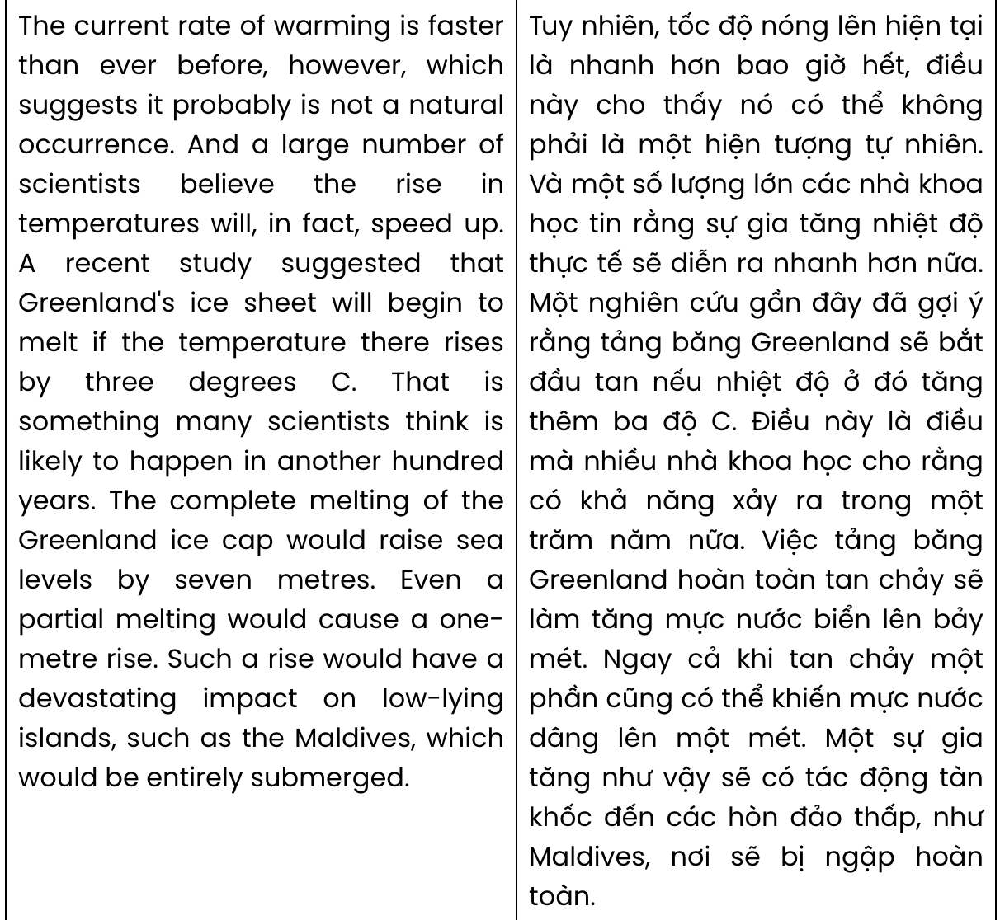 The current rate of warming is faster
than ever before, however, which
suggests it probably is not a natural
occurrence. And a large number of
scientists believe the rise in
temperatures will, in fact, speed up.
A recent study suggested that
Greenland's ice sheet will begin to
melt if the temperature there rises
by three degrees C. That is
something many scientists think is
likely to happen in another hundred
years. The complete melting of the
Greenland ice cap would raise sea
levels by seven metres. Even a
partial melting would cause a one-
metre rise. Such a rise would have a
devastating impact on low-lying
islands, such as the Maldives, which
would be entirely submerged.
Tuy nhiên, tốc độ nóng lên hiện tại
là nhanh hơn bao giờ hết, điều
này cho thấy nó có thể không
phải là một hiện tượng tự nhiên.
Và một số lượng lớn các nhà khoa
học tin rằng sự gia tăng nhiệt độ
thực tế sẽ diễn ra nhanh hơn nữa.
Một nghiên cứu gần đây đã gợi ý
rằng tảng băng Greenland sẽ bắt
đầu tan nếu nhiệt độ ở đó tăng
thêm ba độ C. Điều này là điều
mà nhiều nhà khoa học cho rằng
có khả năng xảy ra trong một
trăm năm nữa. Việc tảng băng
Greenland hoàn toàn tan chảy sẽ
làm tăng mực nước biển lên bảy
mét. Ngay cả khi tan chảy một
phần cũng có thể khiến mực nước
dâng lên một mét. Một sự gia
tăng như vậy sẽ có tác động tàn
khốc đến các hòn đảo thấp, như
Maldives, nơi sẽ bị ngập hoàn
toàn.